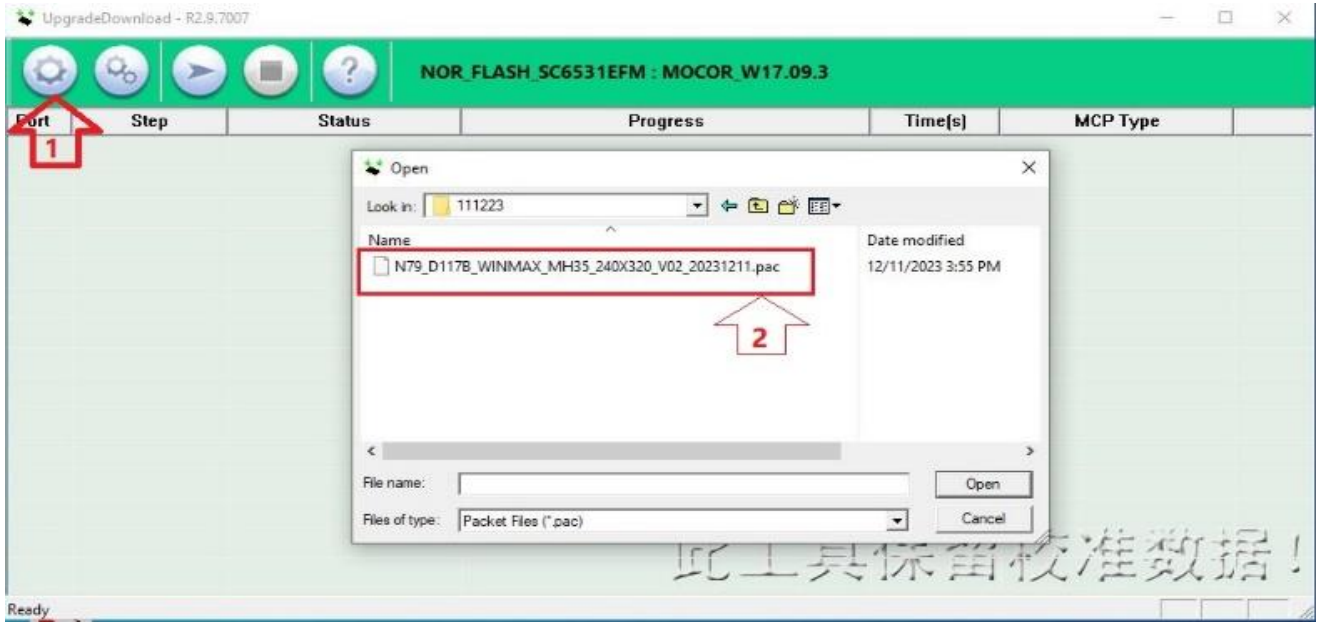 UpgradeDownload - R2.9.7007
NOR_FLASH_SC6531EFM : MOCOR_W17.09.3
Port Step Status Progress Time(s) MCP Type
1
Open
Look in: 111223
Name Date modified
N79_D117B_WINMAX_MH35_240X320_V02_20231211.pac 12/11/2023 3:55 PM
2
File name: Open
Files of type: Packet Files (*.pac) Cancel
此工具保留校准数据!
Ready